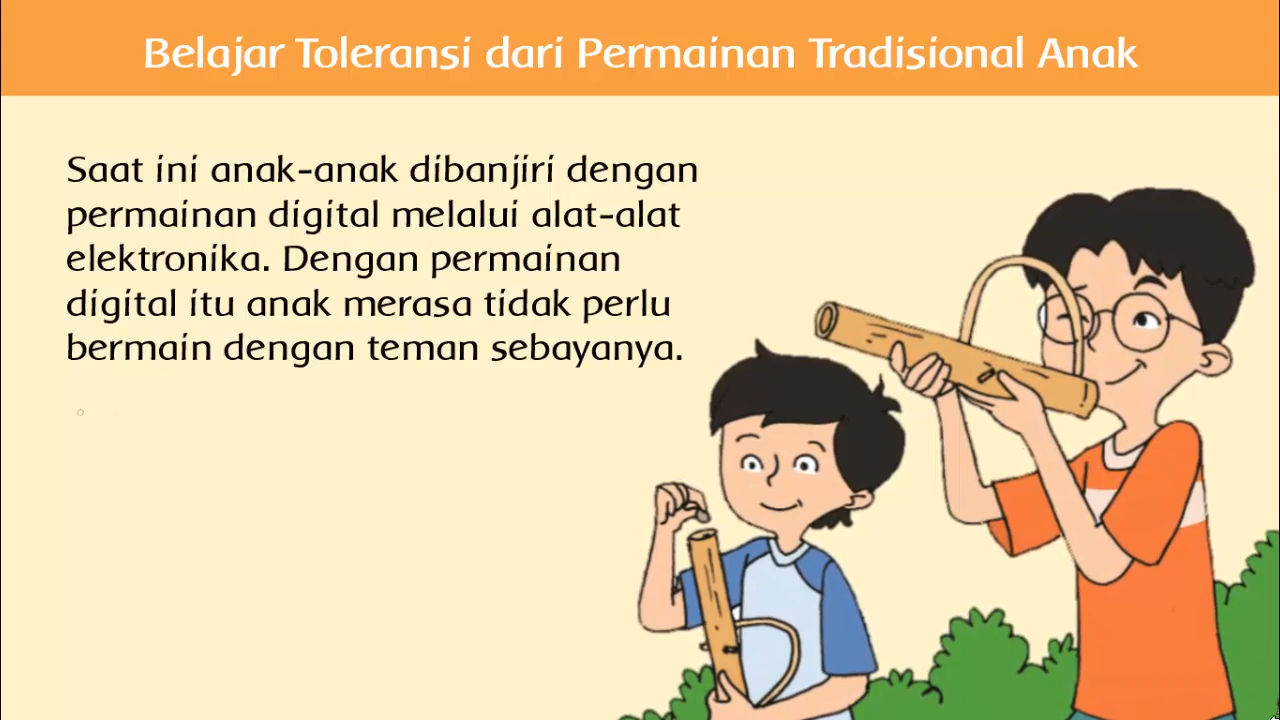 Belajar Toleransi dari Permainan Tradisional Anak
Saat ini anak-anak dibanjiri dengan
permainan digital melalui alat-alat
elektronika. Dengan permainan
digital itu anak merasa tidak perlu
bermain dengan teman sebayanya.